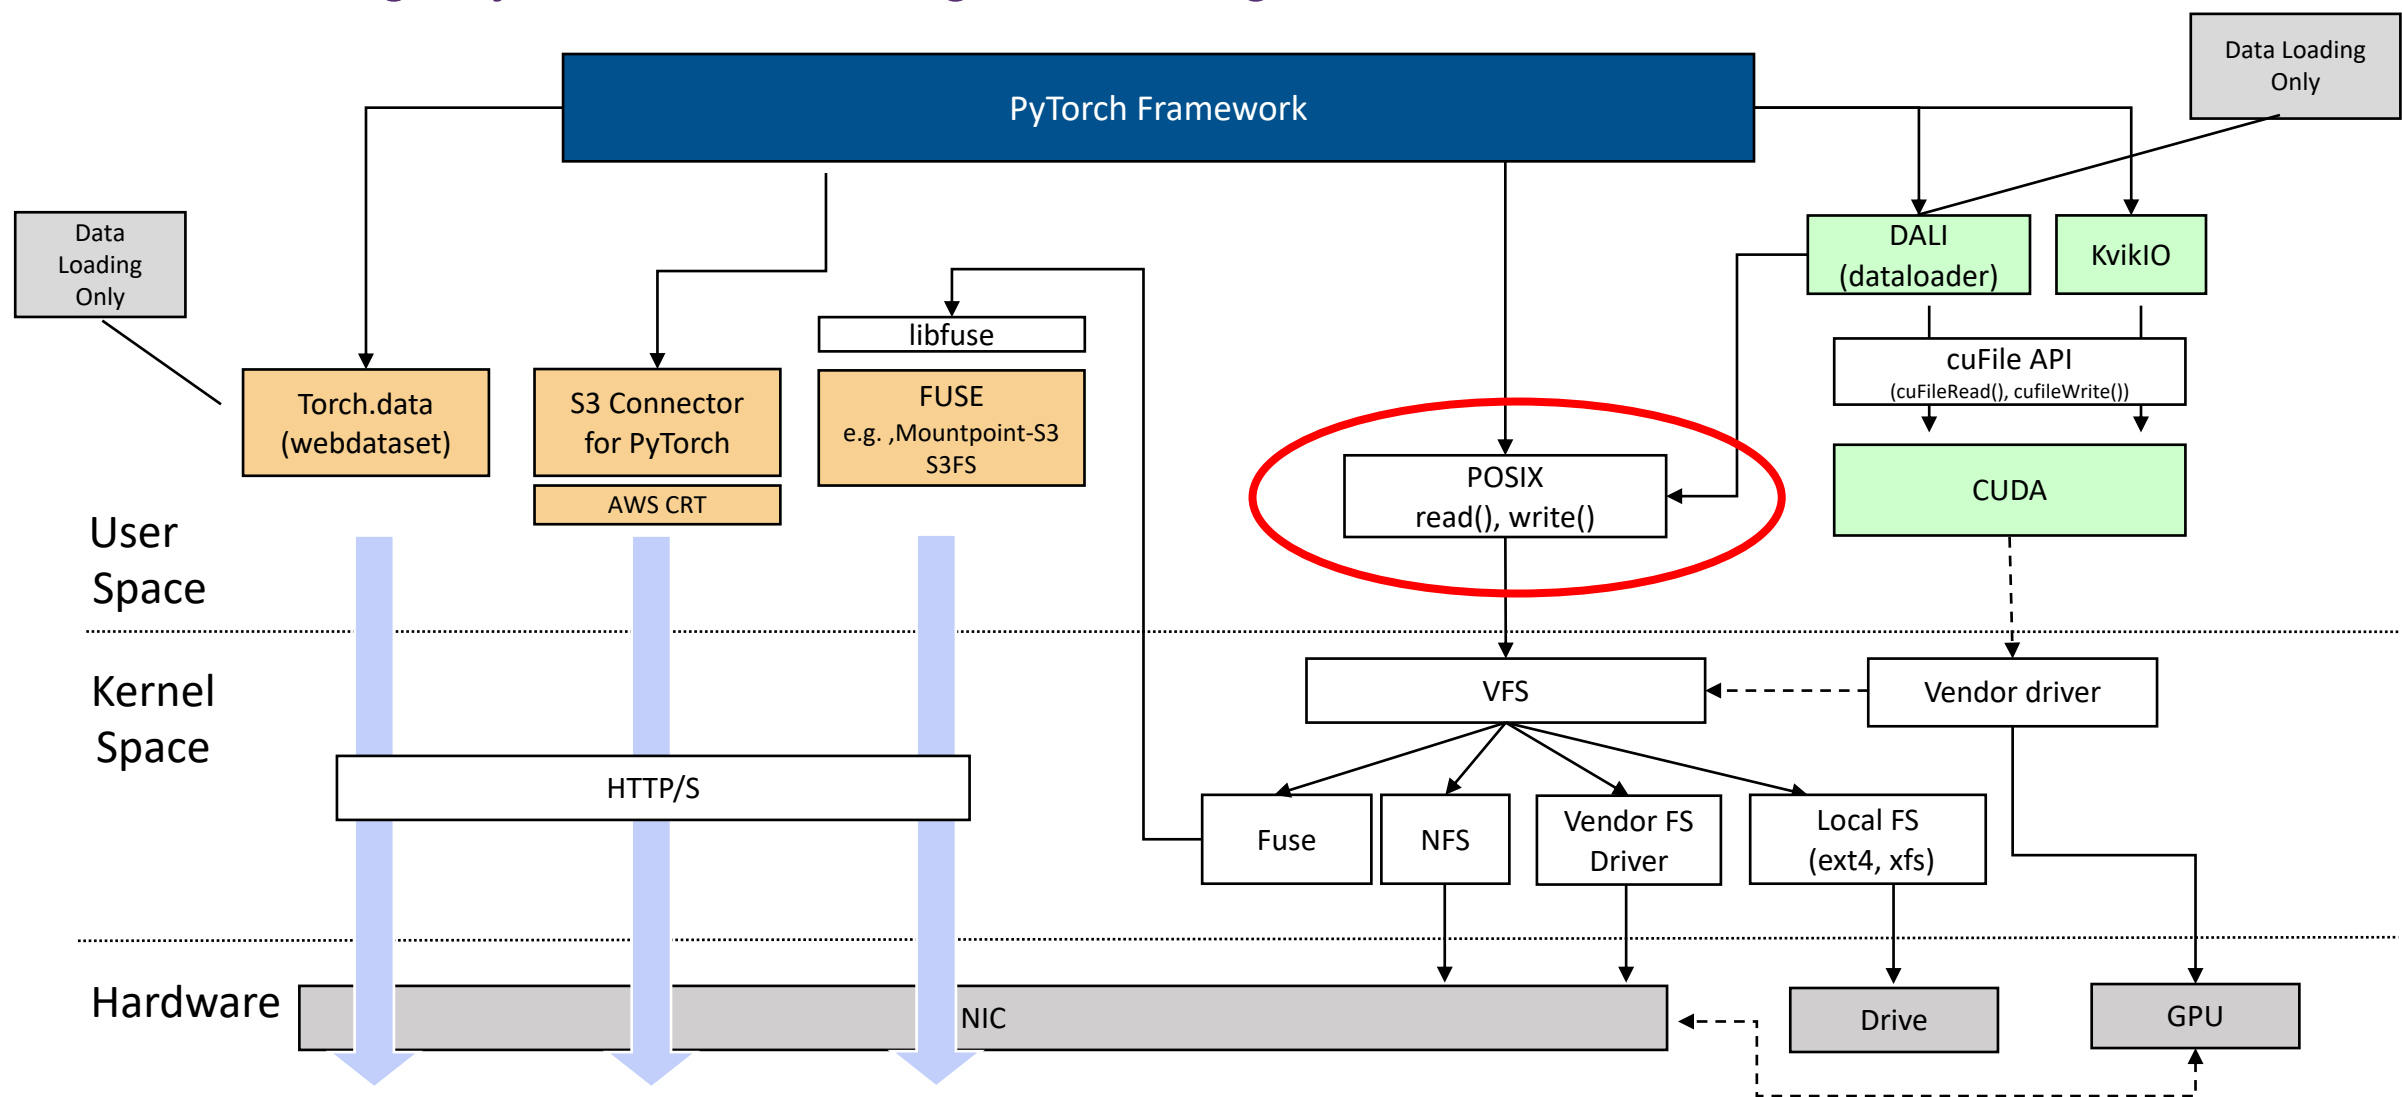 Data Loading
Only
PyTorch Framework
Data
Loading
Only
DALI
(dataloader)
KvikIO
libfuse
cuFile API
(cuFileRead(), cufileWrite())
Torch.data
(webdataset)
S3 Connector
for PyTorch
FUSE
e.g. ,Mountpoint-S3
S3FS
AWS CRT
POSIX
read(), write()
CUDA
User
Space
Kernel
Space
VFS
Vendor driver
HTTP/S
Fuse
NFS
Vendor FS
Driver
Local FS
(ext4, xfs)
Hardware
NIC
Drive
GPU